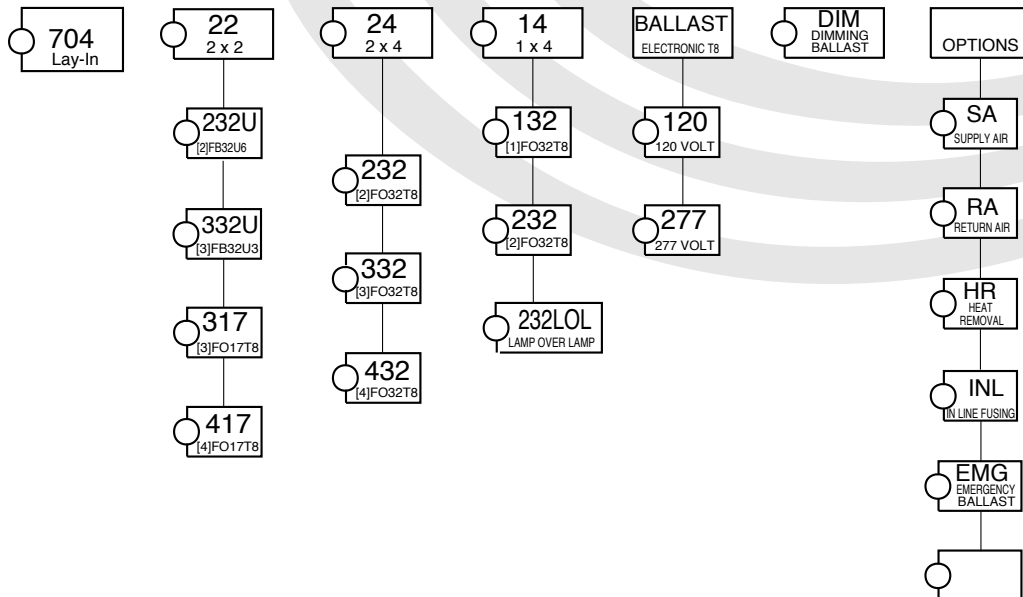 704
Lay-In
22
2 x 2
232U
[2]FB32U6
332U
[3]FB32U3
317
[3]FO17T8
417
[4]FO17T8
24
2 x 4
232
[2]FO32T8
332
[3]FO32T8
432
[4]FO32T8
14
1 x 4
132
[1]FO32T8
232
[2]FO32T8
232LOL
LAMP OVER LAMP
BALLAST
ELECTRONIC T8
120
120 VOLT
277
277 VOLT
DIM
DIMMING
BALLAST
OPTIONS
SA
SUPPLY AIR
RA
RETURN AIR
HR
HEAT
REMOVAL
INL
IN LINE FUSING
EMG
EMERGENCY
BALLAST